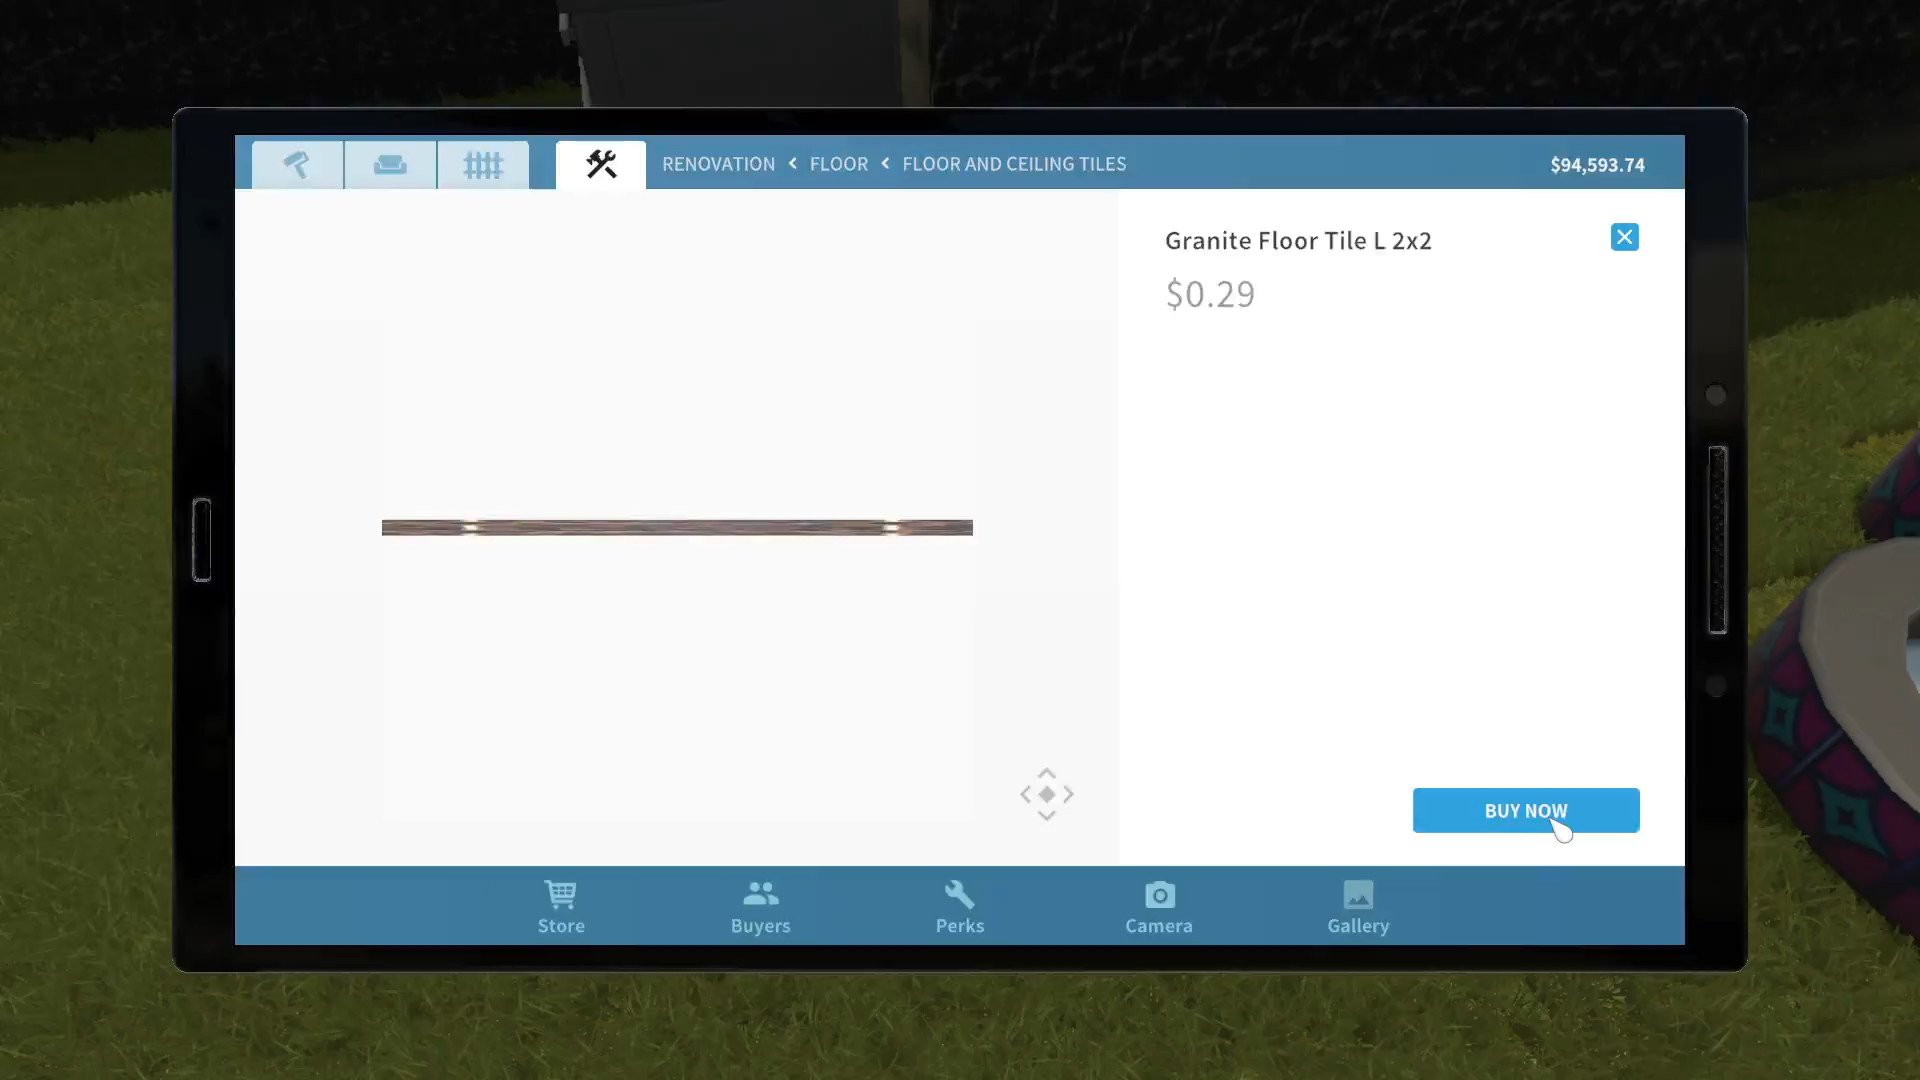 RENOVATION < FLOOR < FLOOR AND CEILING TILES
$94,593.74
Granite Floor Tile L 2x2
$0.29
BUY NOW
Store
Buyers
Perks
Camera
Gallery